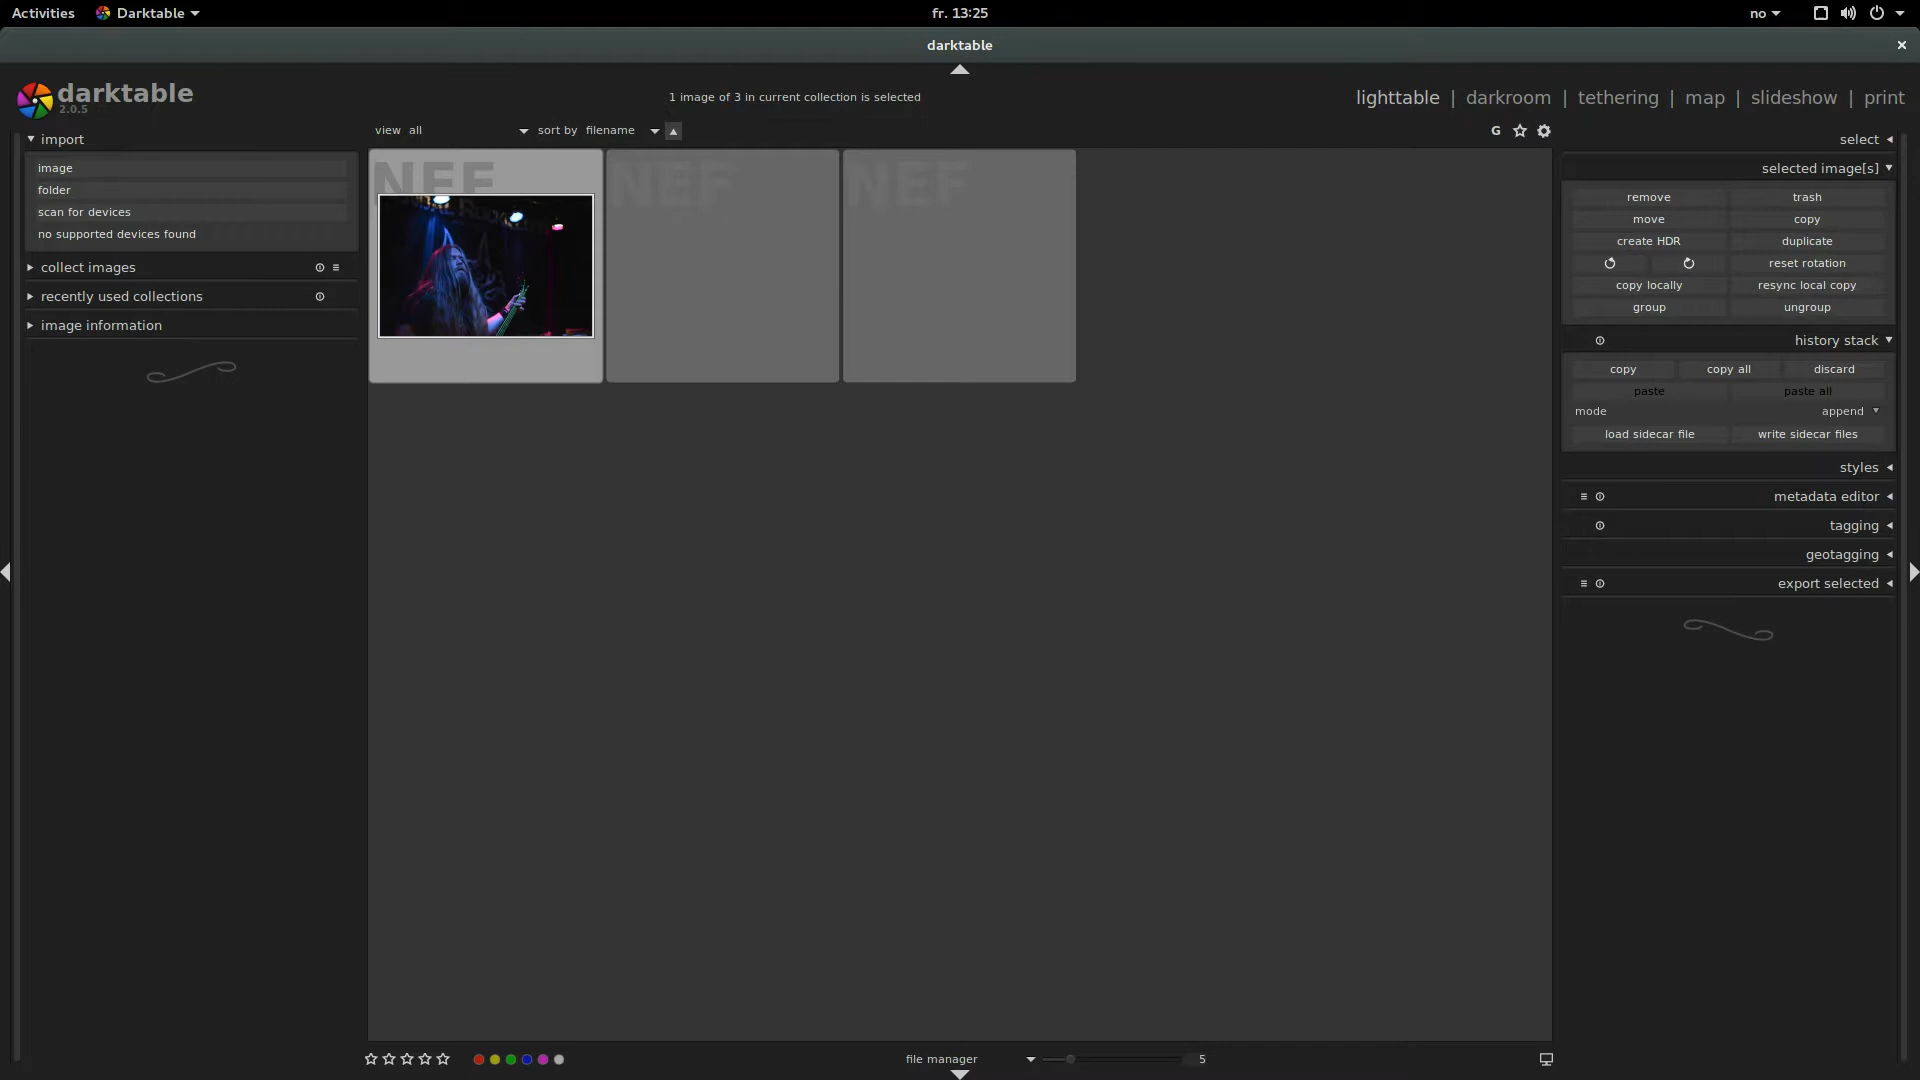 Activities Darktable fr. 13:25 no
darktable
darktable
2.0.5
1 image of 3 in current collection is selected
lighttable | darkroom | tethering | map | slideshow | print
import
image
folder
scan for devices
no supported devices found
collect images
recently used collections
image information
view all sort by filename
G
NEF NEF NEF
select
selected image[s]
remove trash
move copy
create HDR duplicate
reset rotation
copy locally resync local copy
group ungroup
history stack
copy copy all discard
paste paste all
mode append
load sidecar file write sidecar files
styles
metadata editor
tagging
geotagging
export selected
file manager 5